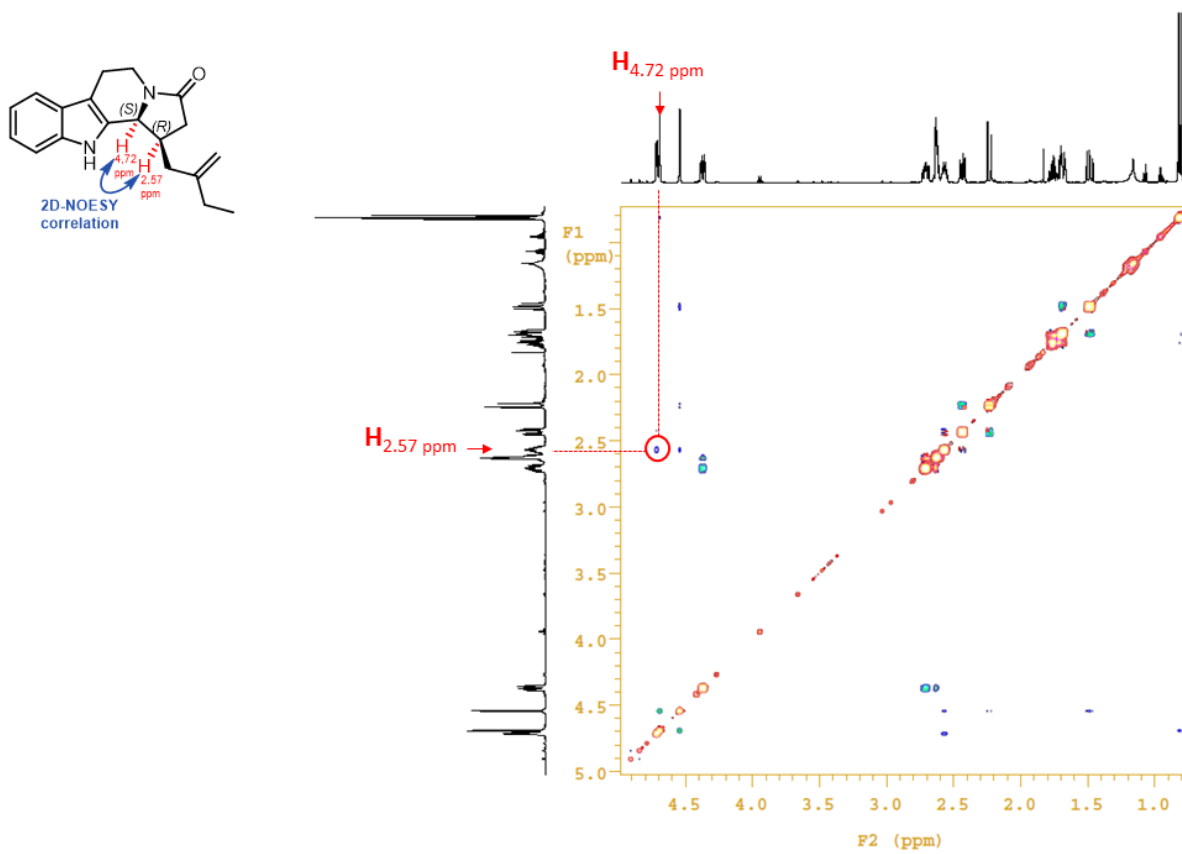 H4.72 ppm
O
N
(S)
(R)
H
4,72
ppm
N
H
H
2.57
ppm
2D-NOESY
correlation
F1
(ppm)
1.5
2.0
H2.57 ppm
2.5
3.0
3.5
4.0
4.5
5.0
4.5 4.0 3.5 3.0 2.5 2.0 1.5 1.0
F2 (ppm)